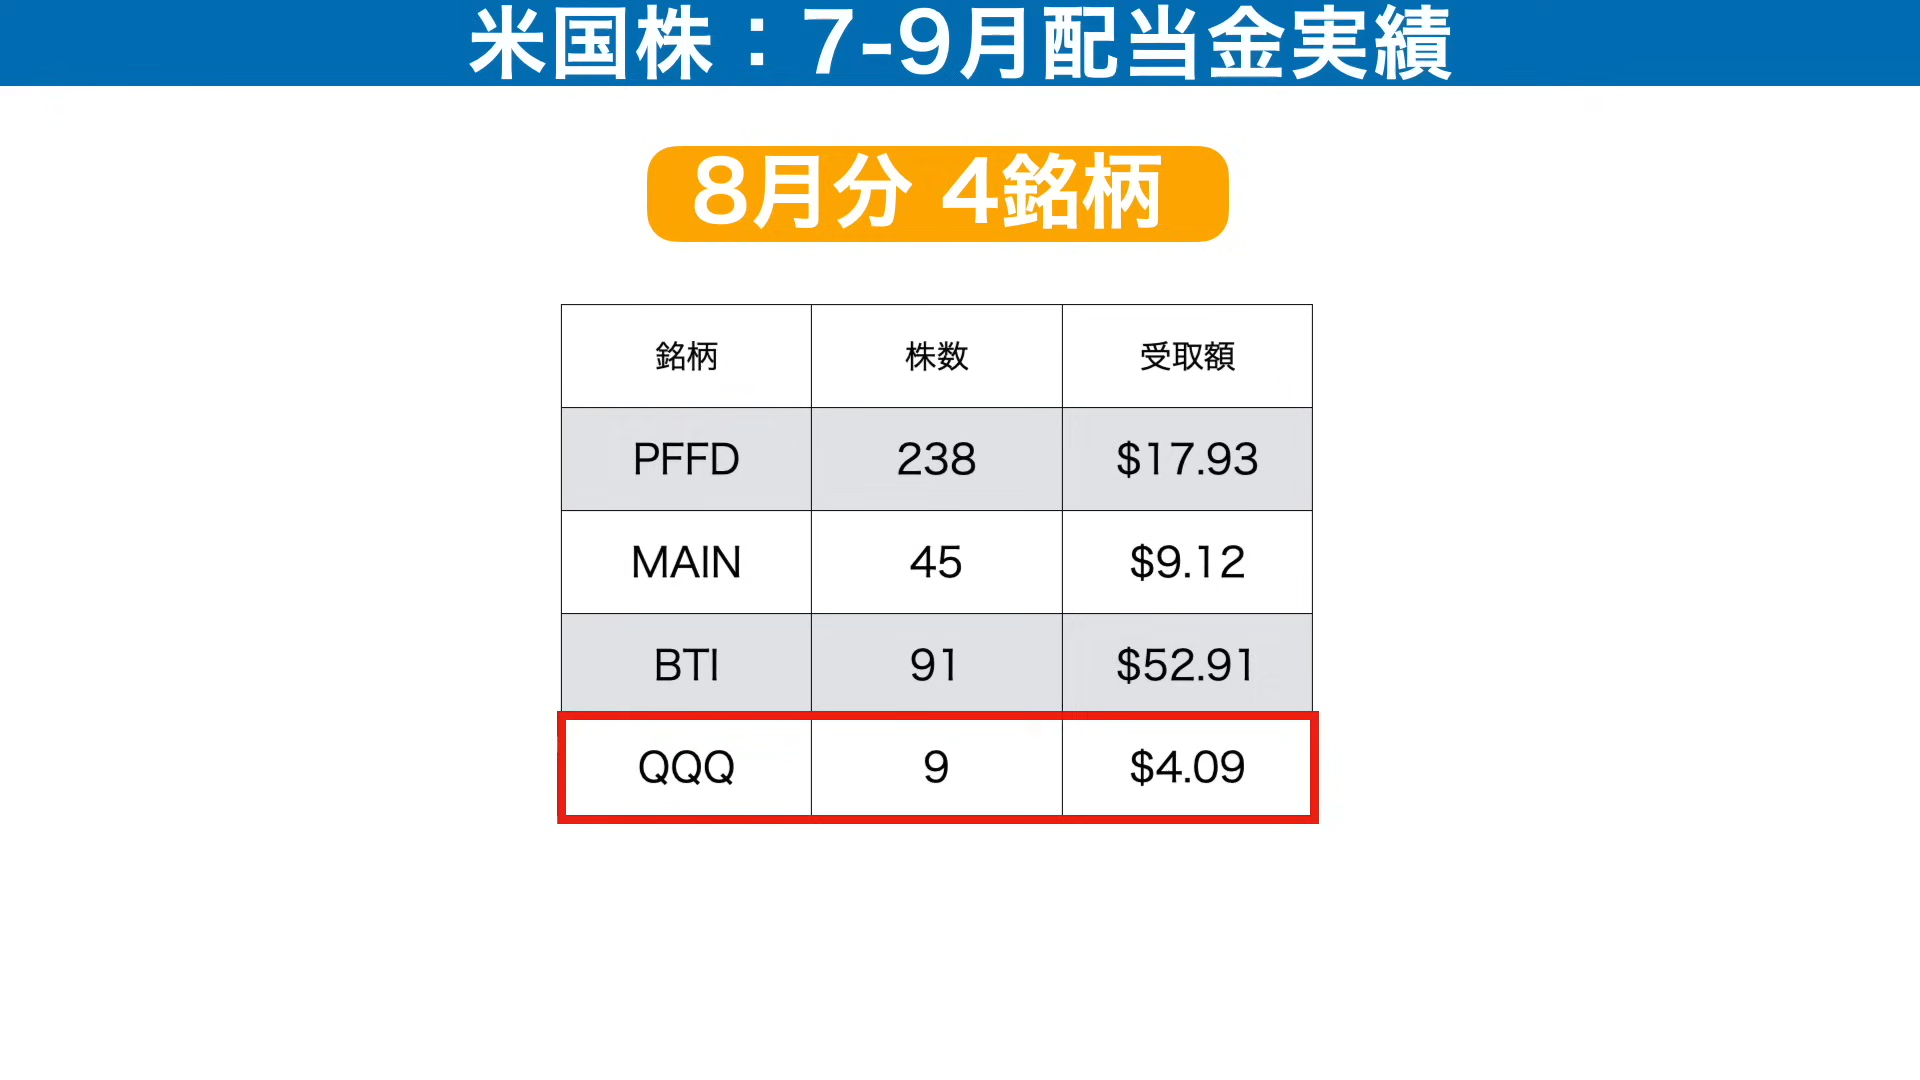 米国株：7-9月配当金実績
8月分 4銘柄
銘柄 株数 受取額
PFFD 238 $17.93
MAIN 45 $9.12
BTI 91 $52.91
QQQ 9 $4.09